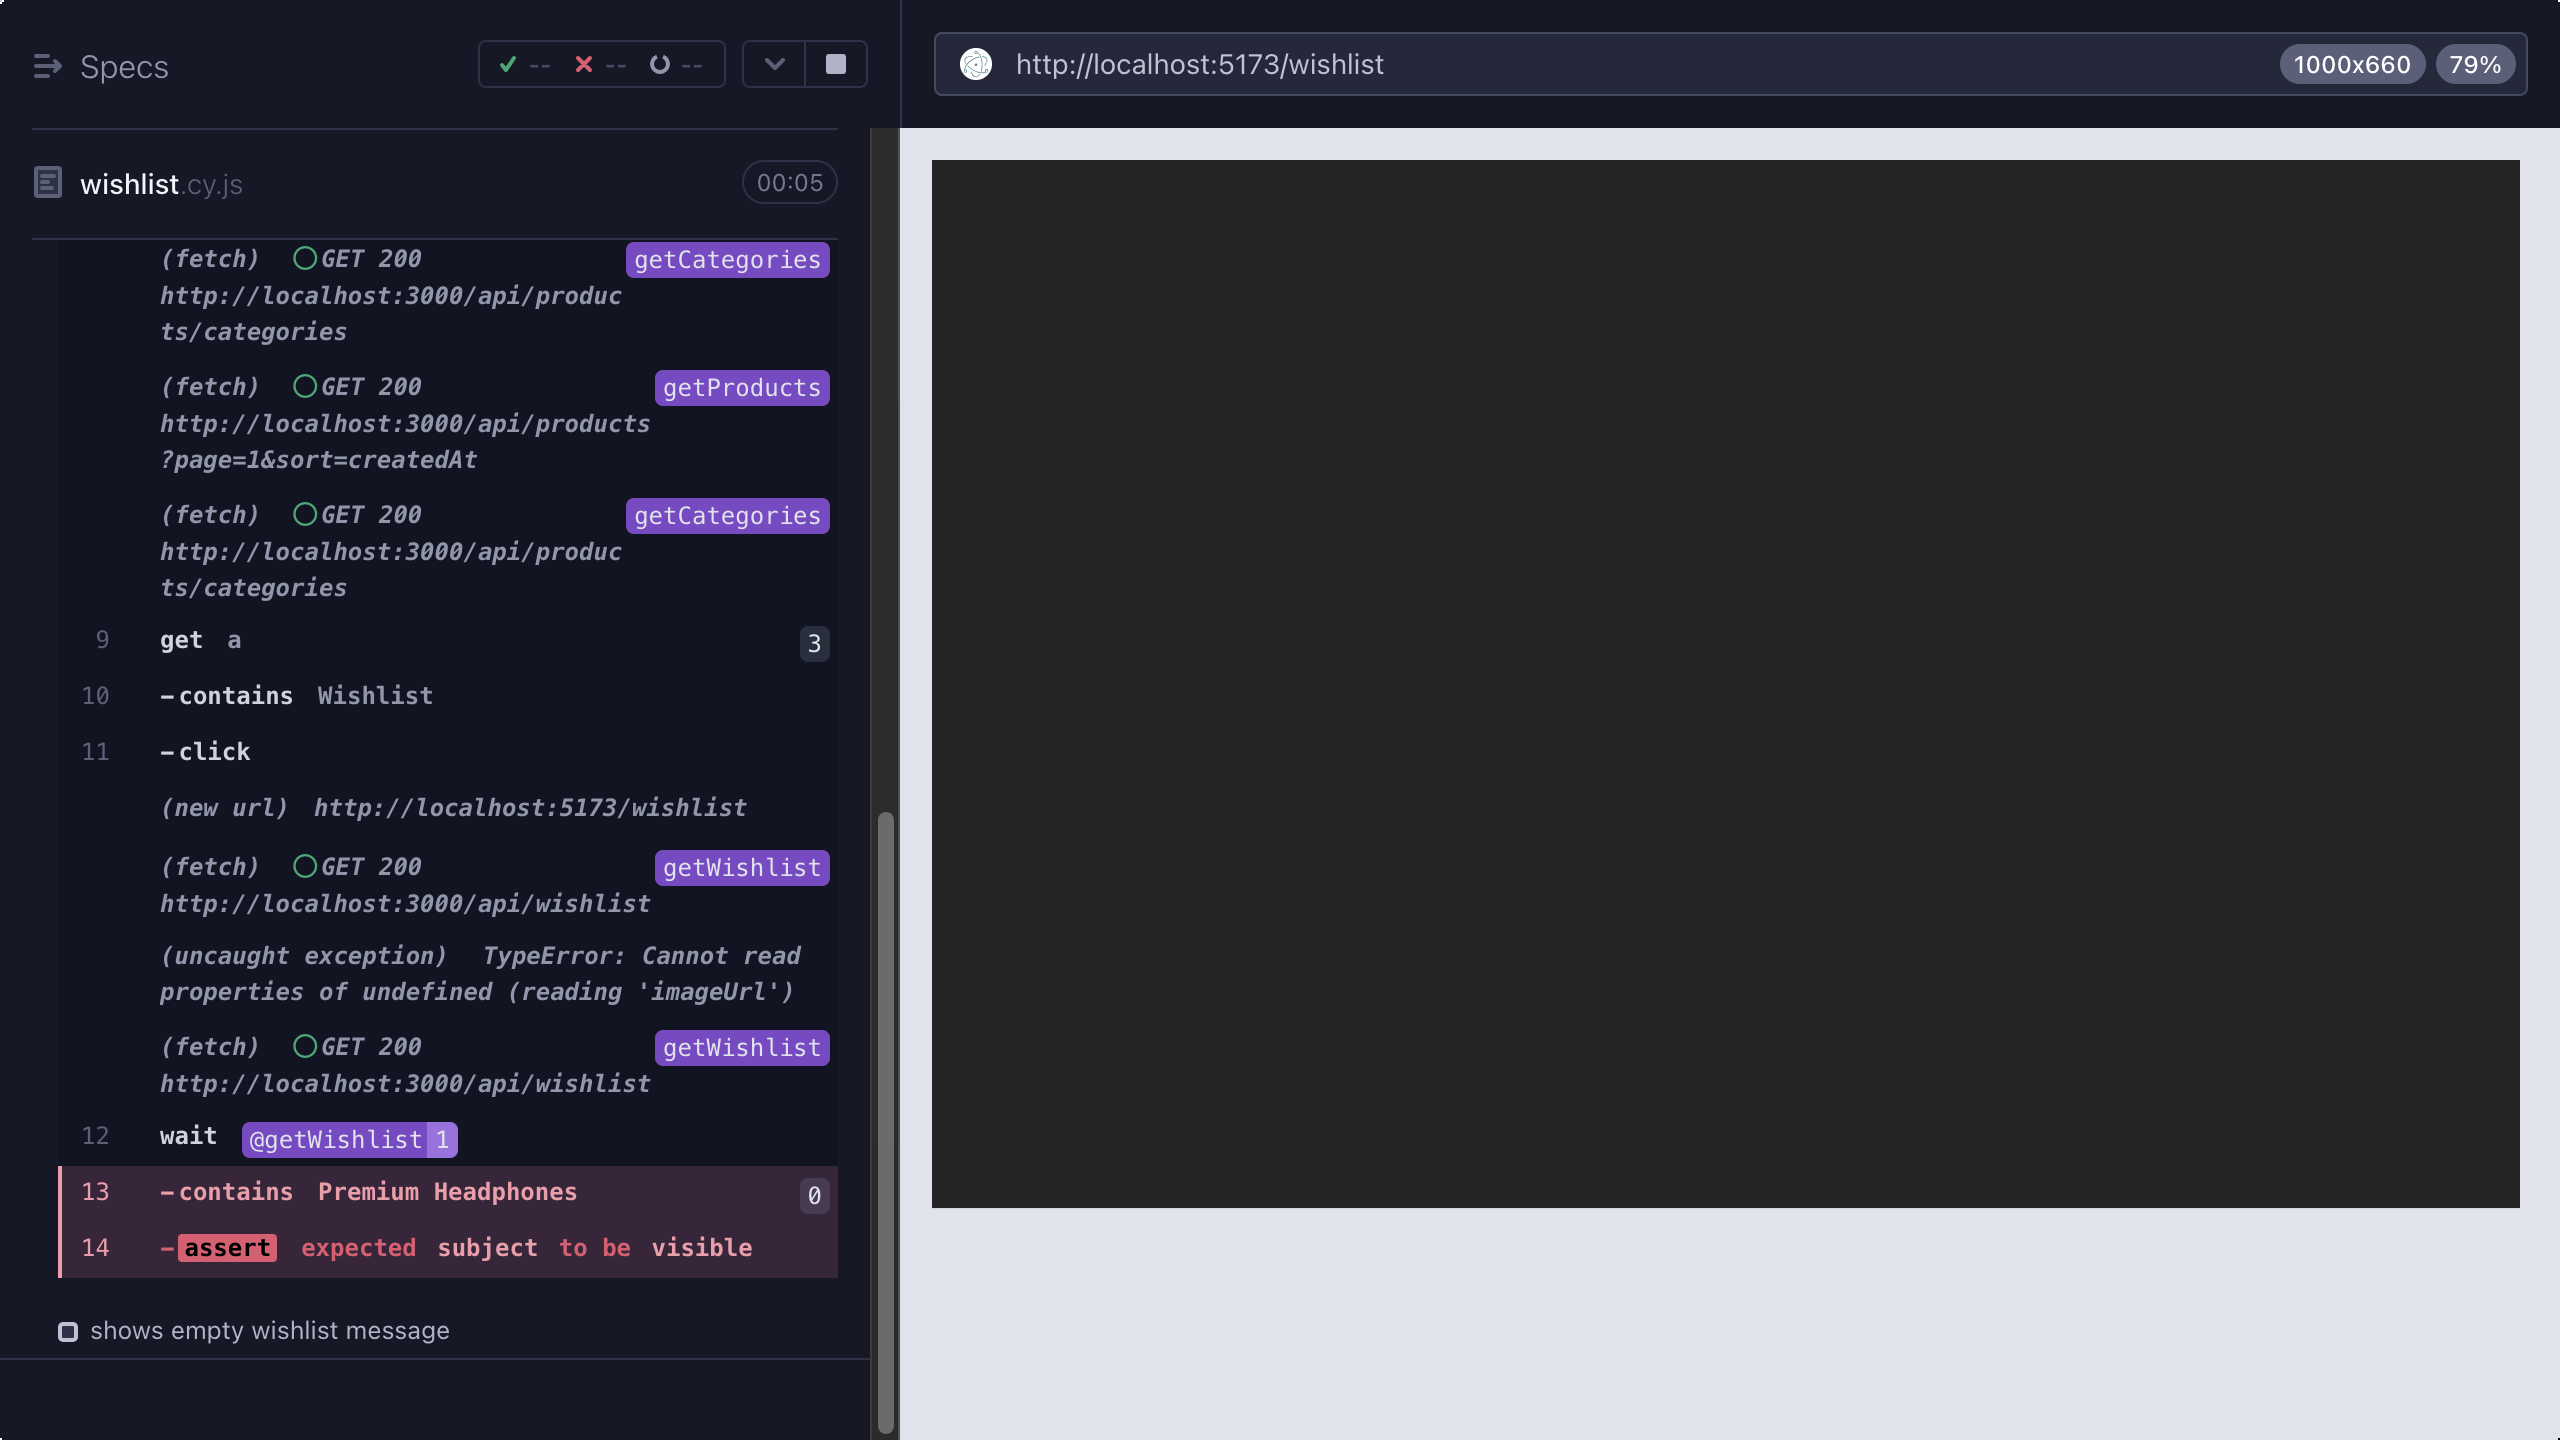 Specs
-- -- --
http://localhost:5173/wishlist
1000x660
79%
wishlist.cy.js
00:05
(fetch) GET 200 getCategories
http://localhost:3000/api/produc
ts/categories
(fetch) GET 200 getProducts
http://localhost:3000/api/products
?page=1&sort=createdAt
(fetch) GET 200 getCategories
http://localhost:3000/api/produc
ts/categories
9 get a 3
10 -contains Wishlist
11 -click
(new url) http://localhost:5173/wishlist
(fetch) GET 200 getWishlist
http://localhost:3000/api/wishlist
(uncaught exception) TypeError: Cannot read
properties of undefined (reading 'imageUrl')
(fetch) GET 200 getWishlist
http://localhost:3000/api/wishlist
12 wait @getWishlist 1
13 -contains Premium Headphones 0
14 -assert expected subject to be visible
shows empty wishlist message